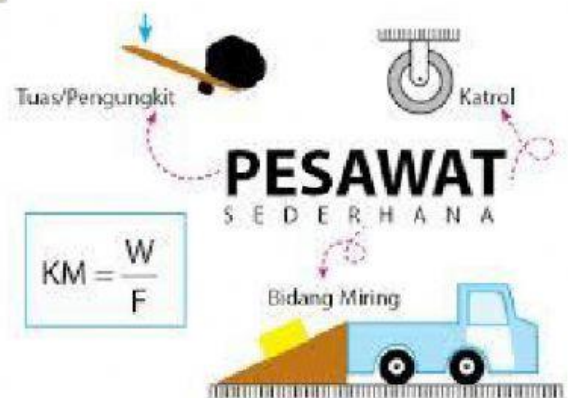 Tuas/Pengungkit
Katrol
PESAWAT
SEDERHANA
KM = W/F
Bidang Miring